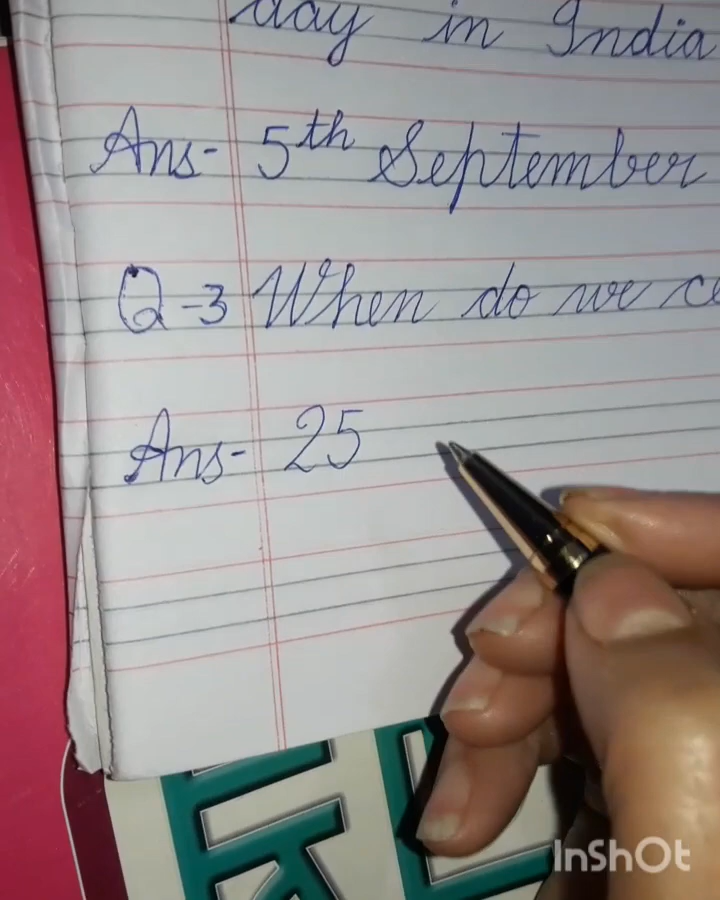 day in India
Ans- 5th September
Q-3 When do we ce
Ans- 25
InShOt